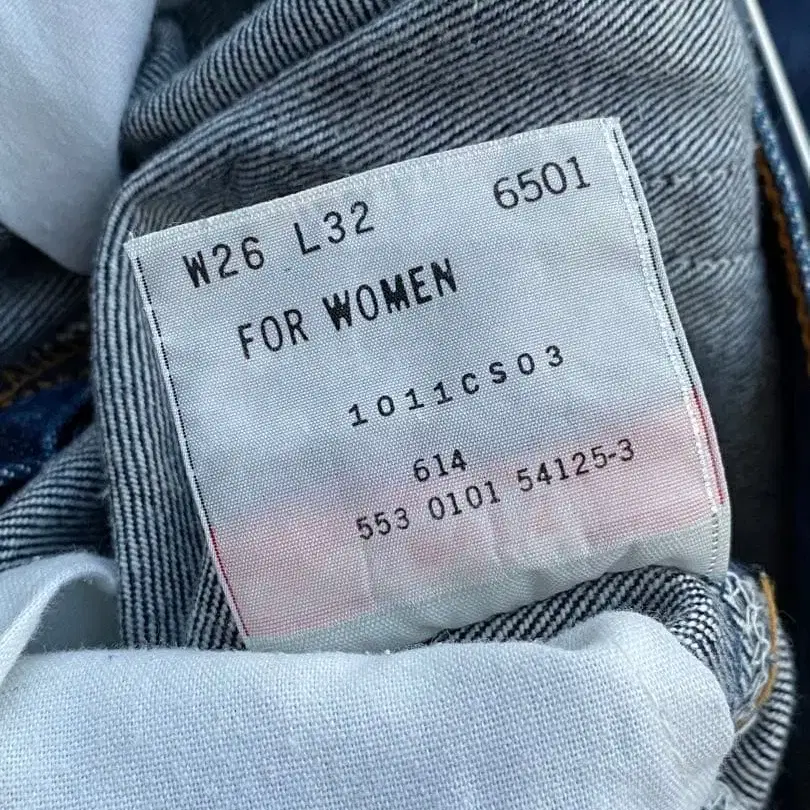 W26 L32 6501
FOR WOMEN
1011CS03
614
553 0101 54125-3